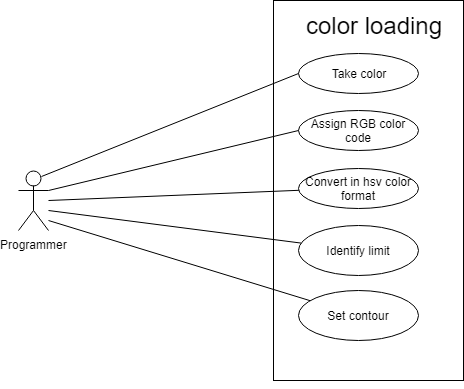 color loading
Take color
Assign RGB color
code
Convert in hsv color
format
Programmer
Identify limit
Set contour